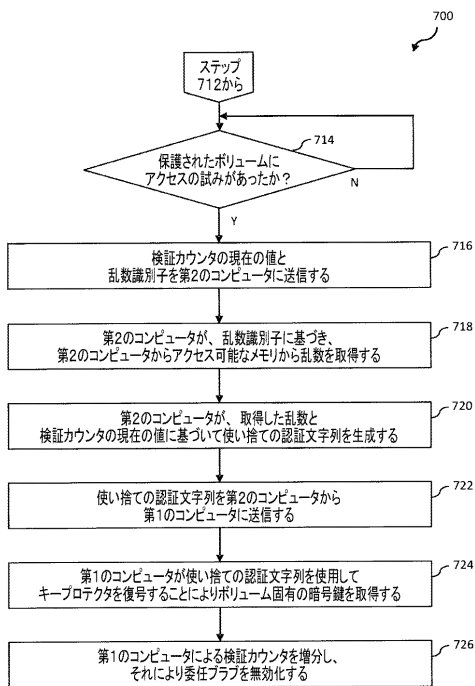 700
ステップ
712から
714
保護されたボリュームに
アクセスの試みがあったか？
N
Y
検証カウンタの現在の値と
乱数識別子を第2のコンピュータに送信する
716
第2のコンピュータが、乱数識別子に基づき、
第2のコンピュータからアクセス可能なメモリから乱数を取得する
718
第2のコンピュータが、取得した乱数と
検証カウンタの現在の値に基づいて使い捨ての認証文字列を生成する
720
使い捨ての認証文字列を第2のコンピュータから
第1のコンピュータに送信する
722
第1のコンピュータが使い捨ての認証文字列を使用して
キープロテクタを復号することによりボリューム固有の暗号鍵を取得する
724
第1のコンピュータによる検証カウンタを増分し、
それにより委任ブラブを無効化する
726